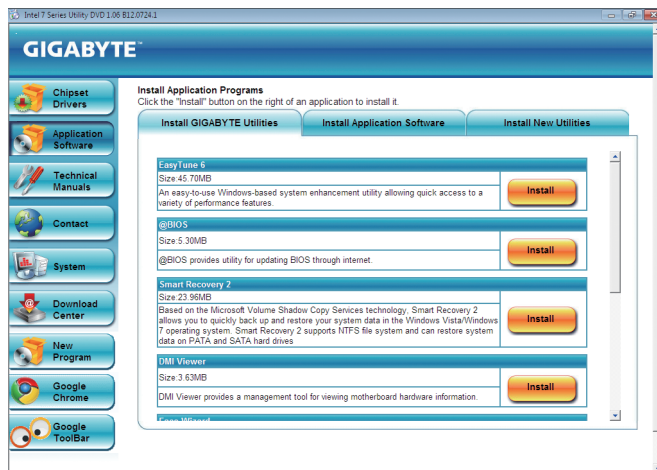 Intel 7 Series Utility DVD 1.06 B12.0724.1
GIGABYTE™
Chipset
Drivers
Application
Software
Technical
Manuals
Contact
System
Download
Center
New
Program
Google
Chrome
Google
ToolBar
Install Application Programs
Click the "Install" button on the right of an application to install it.
Install GIGABYTE Utilities
Install Application Software
Install New Utilities
EasyTune 6
Size:45.70MB
An easy-to-use Windows-based system enhancement utility allowing quick access to a
variety of performance features.
Install
@BIOS
Size:5.30MB
@BIOS provides utility for updating BIOS through internet.
Install
Smart Recovery 2
Size:23.96MB
Based on the Microsoft Volume Shadow Copy Services technology, Smart Recovery 2
allows you to quickly back up and restore your system data in the Windows Vista/Windows
7 operating system. Smart Recovery 2 supports NTFS file system and can restore system
data on PATA and SATA hard drives
Install
DMI Viewer
Size:3.63MB
DMI Viewer provides a management tool for viewing motherboard hardware information.
Install